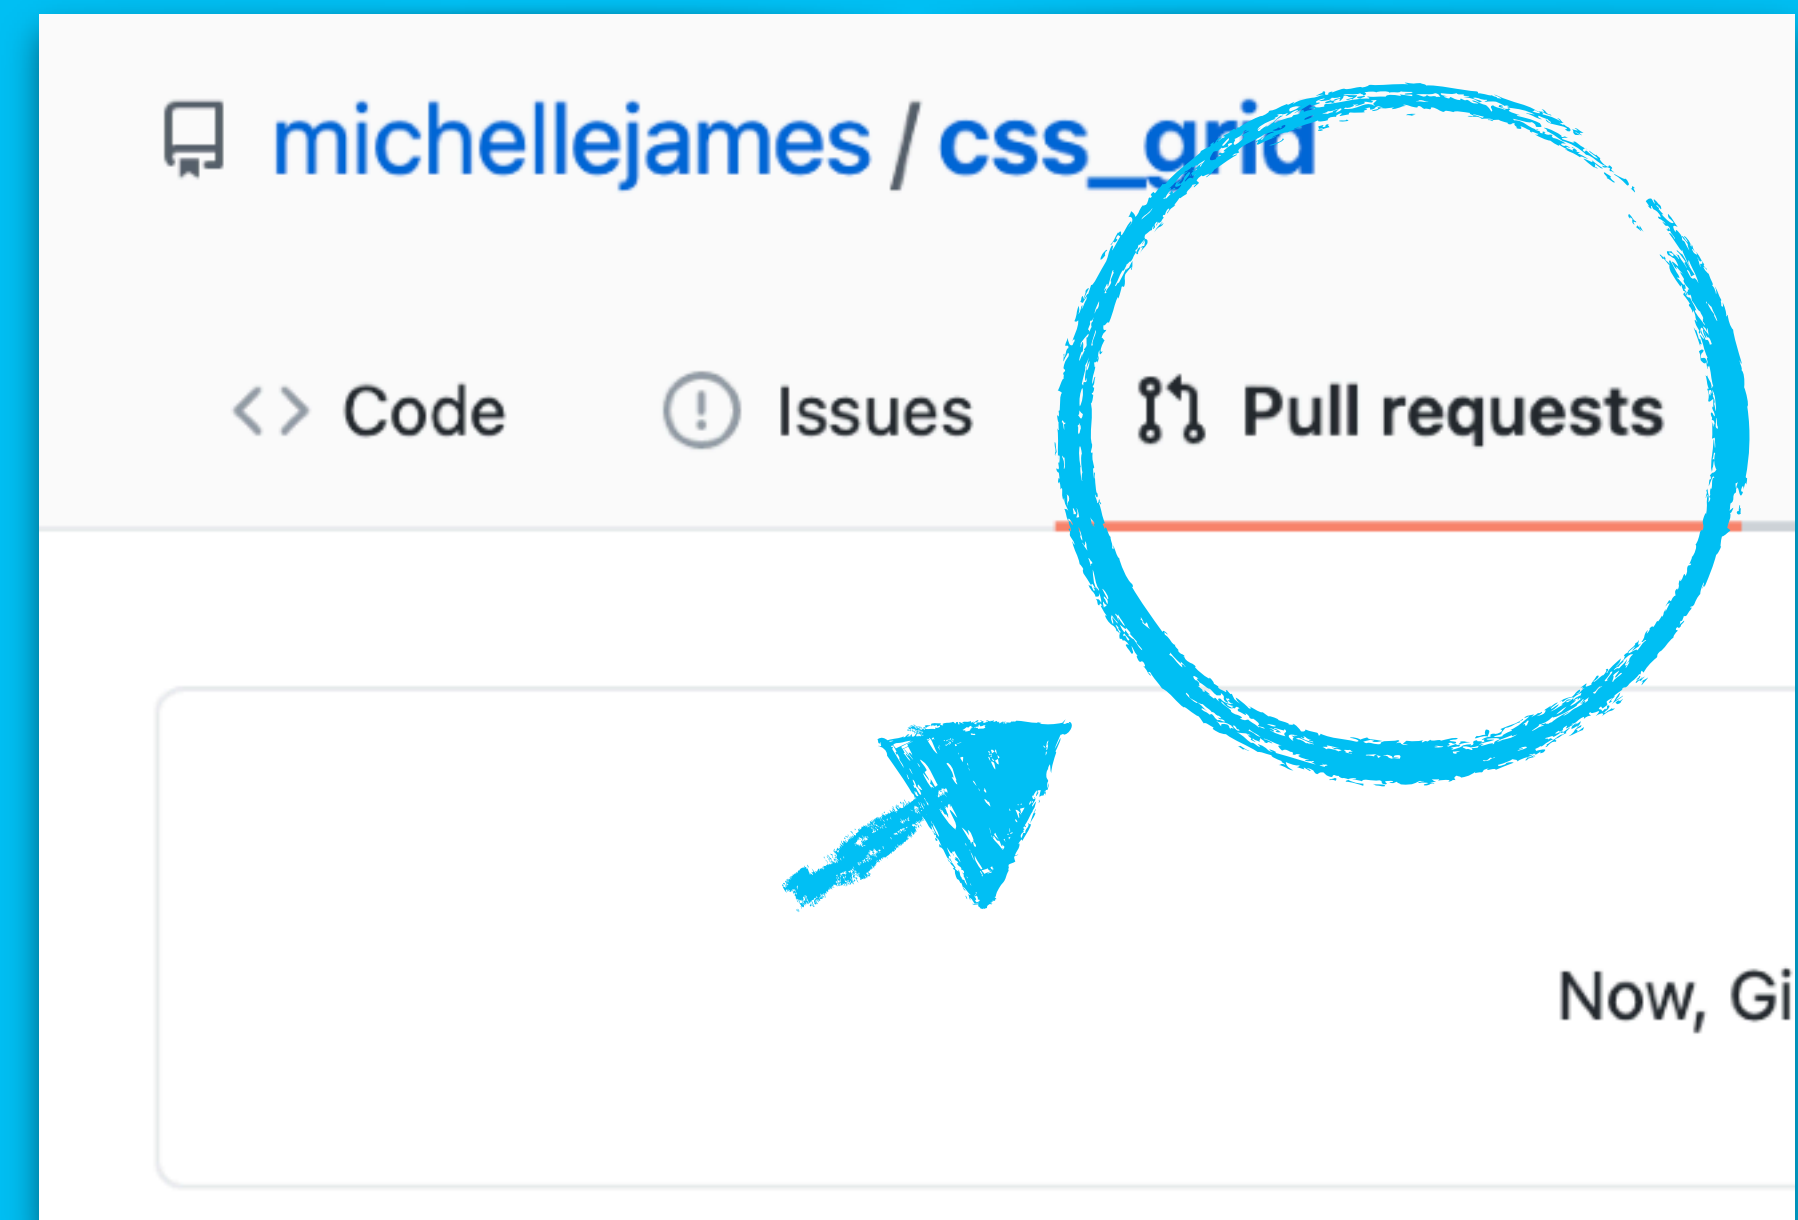 michellejames / css_grid
Code Issues Pull requests
Now, Gi